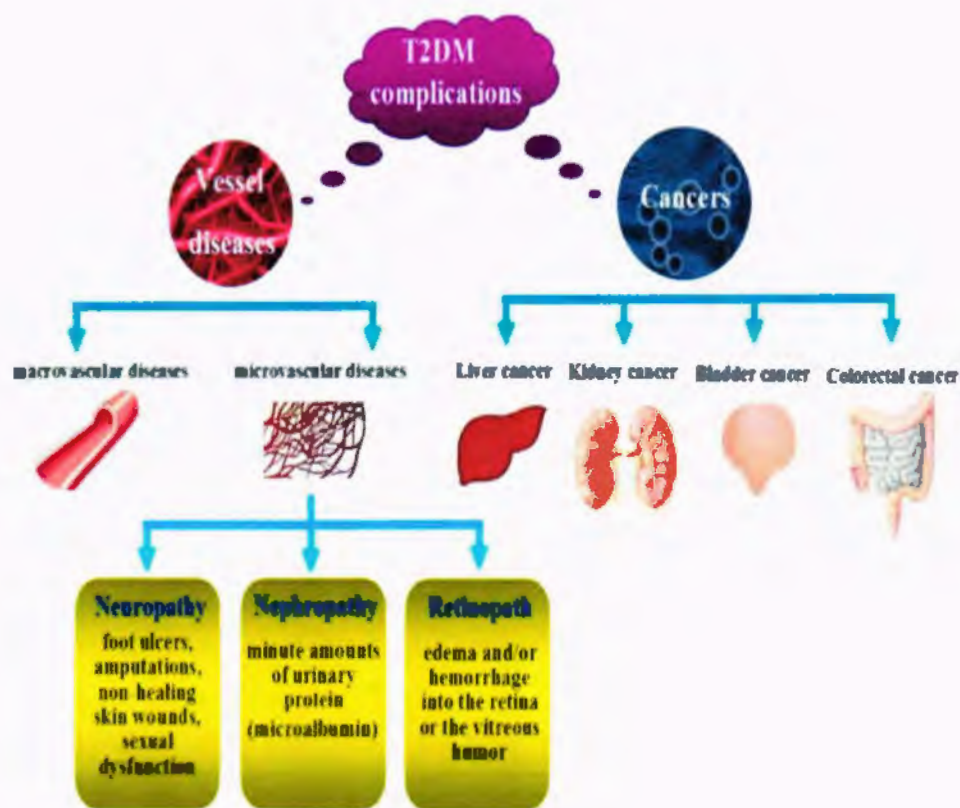 T2DM
complications
Vessel
diseases
Cancers
macrovascular diseases
microvascular diseases
Liver cancer
Kidney cancer
Bladder cancer
Colorectal cancer
Neuropathy
foot ulcers,
amputations,
non-healing
skin wounds,
sexual
dysfunction
Nephropathy
minute amounts
of urinary
protein
(microalbumin)
Retinopath
edema and/or
hemorrhage
into the retina
or the vitreous
humor